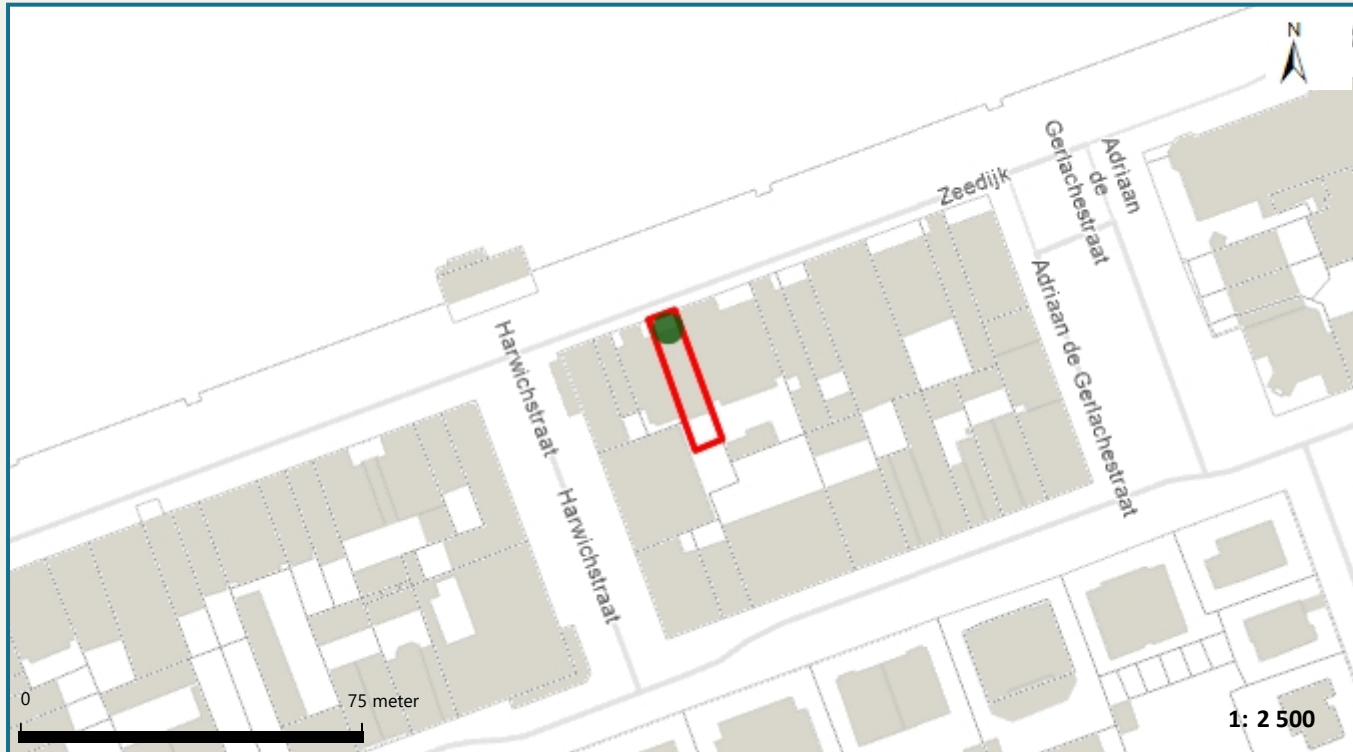 N
Zeedijk
Adriaan
de
Gerlachestraat
Adriaan de Gerlachestraat
Harwichstraat
Harwichstraat
0
75 meter
1: 2 500